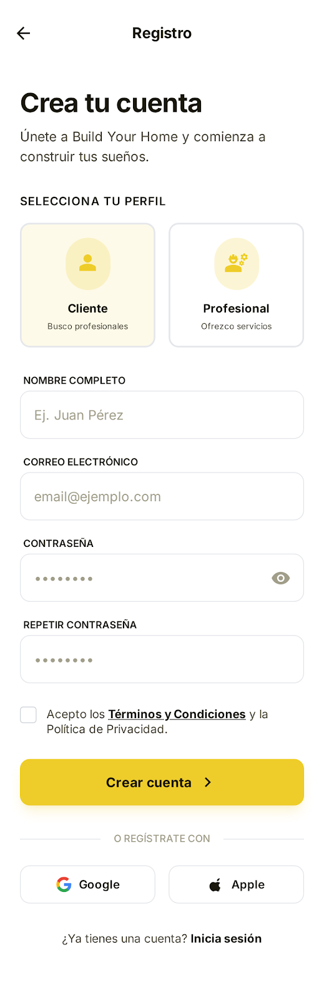 Registro
Crea tu cuenta
Únete a Build Your Home y comienza a
construir tus sueños.
SELECCIONA TU PERFIL
Cliente
Busco profesionales
Profesional
Ofrezco servicios
NOMBRE COMPLETO
Ej. Juan Pérez
CORREO ELECTRÓNICO
email@ejemplo.com
CONTRASEÑA
••••••••
REPETIR CONTRASEÑA
••••••••
Acepto los Términos y Condiciones y la
Política de Privacidad.
Crear cuenta
O REGÍSTRATE CON
Google
Apple
¿Ya tienes una cuenta? Inicia sesión